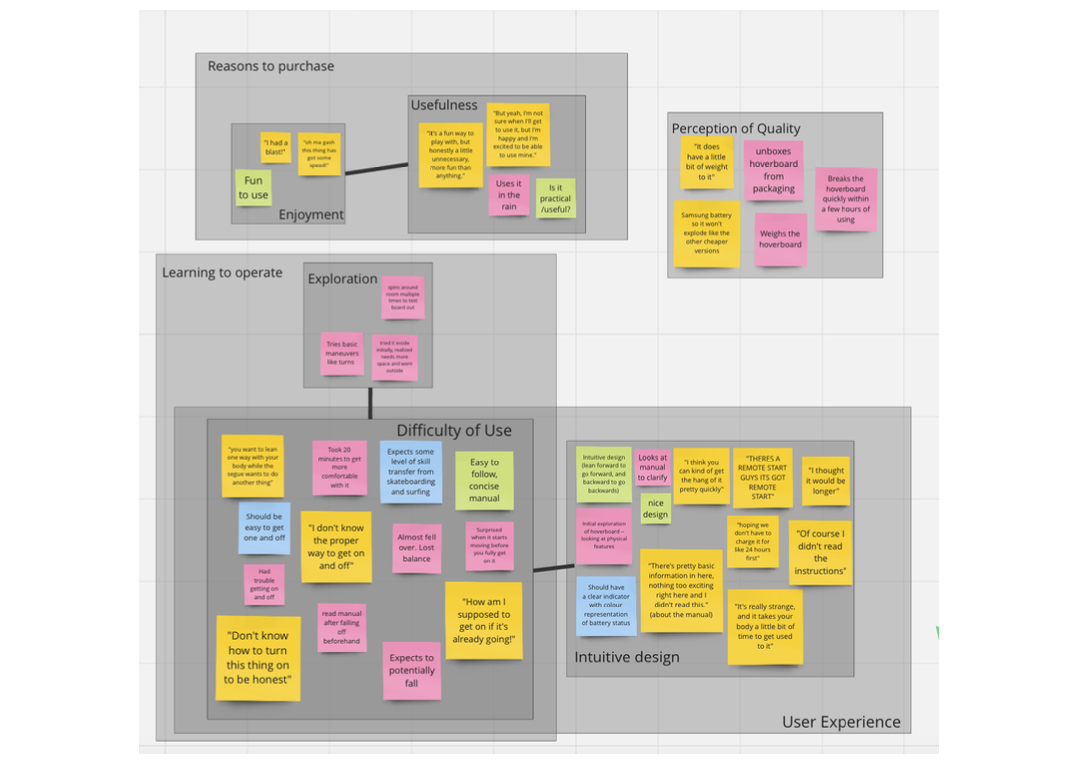 Reasons to purchase
"I had a
blast!"
"oh ma gash
this thing has
got some
speed!"
Fun
to use
Enjoyment
Usefulness
"It's a fun way to
play with, but
honestly a little
unnecessary,
more fun than
anything."
"But yeah, I'm not
sure when I'll get
to use it, but I'm
happy and I'm
excited to be able
to use mine."
Uses it
in the
rain
Is it
practical
/useful?
Perception of Quality
"It does
have a little
bit of weight
to it"
unboxes
hoverboard
from
packaging
Breaks the
hoverboard
quickly within
a few hours of
using
Samsung battery
so it won't
explode like the
other cheaper
versions
Weighs the
hoverboard
Learning to operate
Exploration
spins around
room multiple
times to test
board out
Tries basic
maneuvers
like turns
tried it inside
initially, realized
needs more
space and went
outside
Difficulty of Use
"you want to lean
one way with your
body while the
segue wants to do
another thing"
Took 20
minutes to get
more
comfortable
with it
Expects some
level of skill
transfer from
skateboarding
and surfing
Easy to
follow,
concise
manual
Should be
easy to get
one and off
"I don't know
the proper
way to get on
and off"
Almost fell
over. Lost
balance
Surprised
when it starts
moving before
you fully get
on it
Had
trouble
getting on
and off
read manual
after falling
off
beforehand
"How am I
supposed to
get on if it's
already going!"
"Don't know
how to turn
this thing on
to be honest"
Expects to
potentially
fall
Intuitive design
(lean forward to
go forward, and
backward to go
backwards)
Looks at
manual
to clarify
"I think you
can kind of get
the hang of it
pretty quickly"
"THERE'S A
REMOTE START
GUYS ITS GOT
REMOTE
START"
"I thought
it would be
longer"
nice
design
Initial exploration
of hoverboard –
looking at physical
features
"hoping we
don't have to
charge it for
like 24 hours
first"
"Of course I
didn't read
the
instructions"
Should have
a clear indicator
with colour
representation
of battery status
"There's pretty basic
information in here,
nothing too exciting
right here and I
didn't read this."
(about the manual)
"It's really strange,
and it takes your
body a little bit of
time to get used
to it"
Intuitive design
User Experience